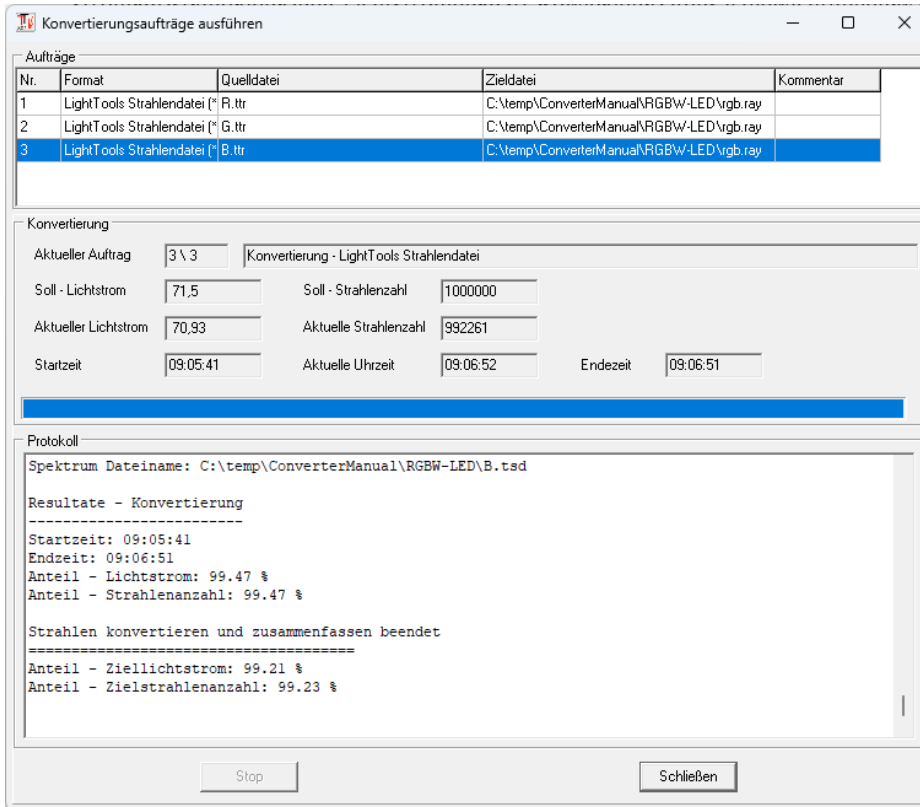 Konvertierungsaufträge ausführen
Aufträge
Nr. Format Quelldatei Zieldatei Kommentar
1 LightTools Strahlendatei (* R.ttr C:\temp\ConverterManual\RGBW-LED\rgb.ray
2 LightTools Strahlendatei (* G.ttr C:\temp\ConverterManual\RGBW-LED\rgb.ray
3 LightTools Strahlendatei (* B.ttr C:\temp\ConverterManual\RGBW-LED\rgb.ray
Konvertierung
Aktueller Auftrag 3 \ 3 Konvertierung - LightTools Strahlendatei
Soll - Lichtstrom 71,5 Soll - Strahlenzahl 1000000
Aktueller Lichtstrom 70,93 Aktuelle Strahlenzahl 992261
Startzeit 09:05:41 Aktuelle Uhrzeit 09:06:52 Endezeit 09:06:51
Protokoll
Spektrum Dateiname: C:\temp\ConverterManual\RGBW-LED\B.tsd
Resultate - Konvertierung
-------------------------
Startzeit: 09:05:41
Endzeit: 09:06:51
Anteil - Lichtstrom: 99.47 %
Anteil - Strahlenanzahl: 99.47 %
Strahlen konvertieren und zusammenfassen beendet
======================================
Anteil - Ziellichtstrom: 99.21 %
Anteil - Zielstrahlenanzahl: 99.23 %
Stop Schließen